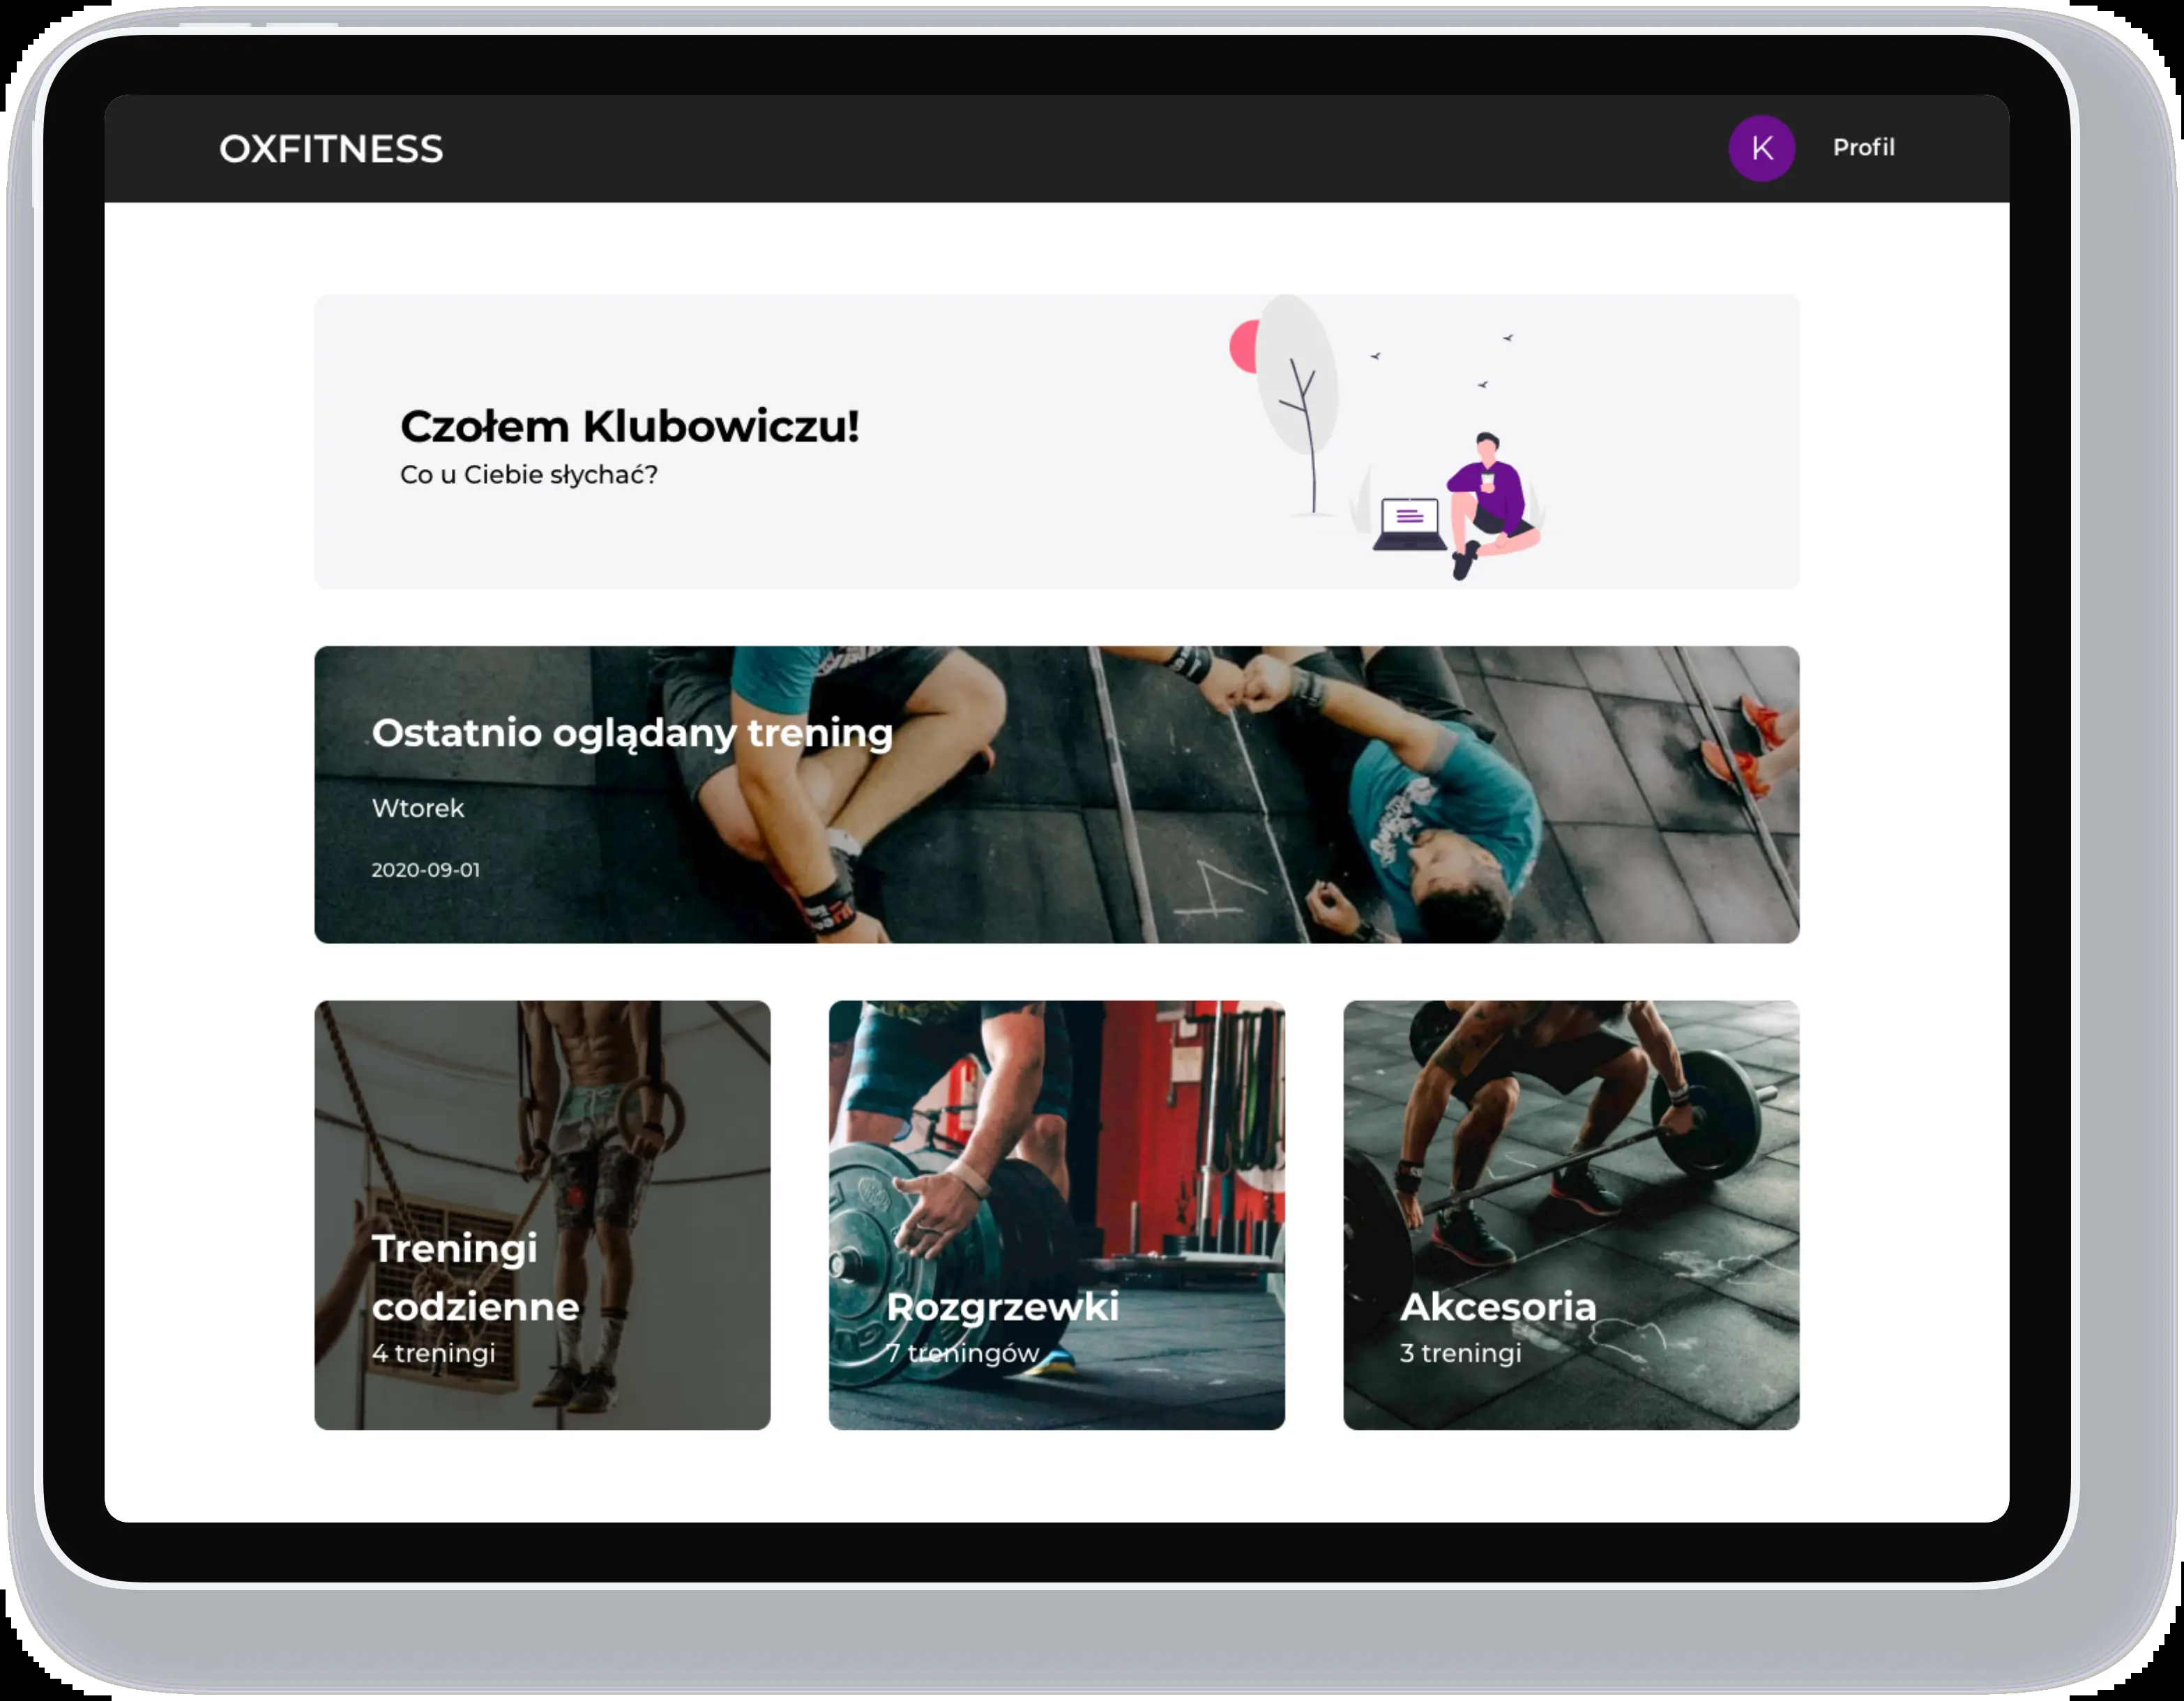 OXFITNESS
K
Profil
Czołem Klubowiczu!
Co u Ciebie słychać?
Ostatnio oglądany trening
Wtorek
2020-09-01
Treningi
codzienne
4 treningi
Rozgrzewki
7 treningów
Akcesoria
3 treningi